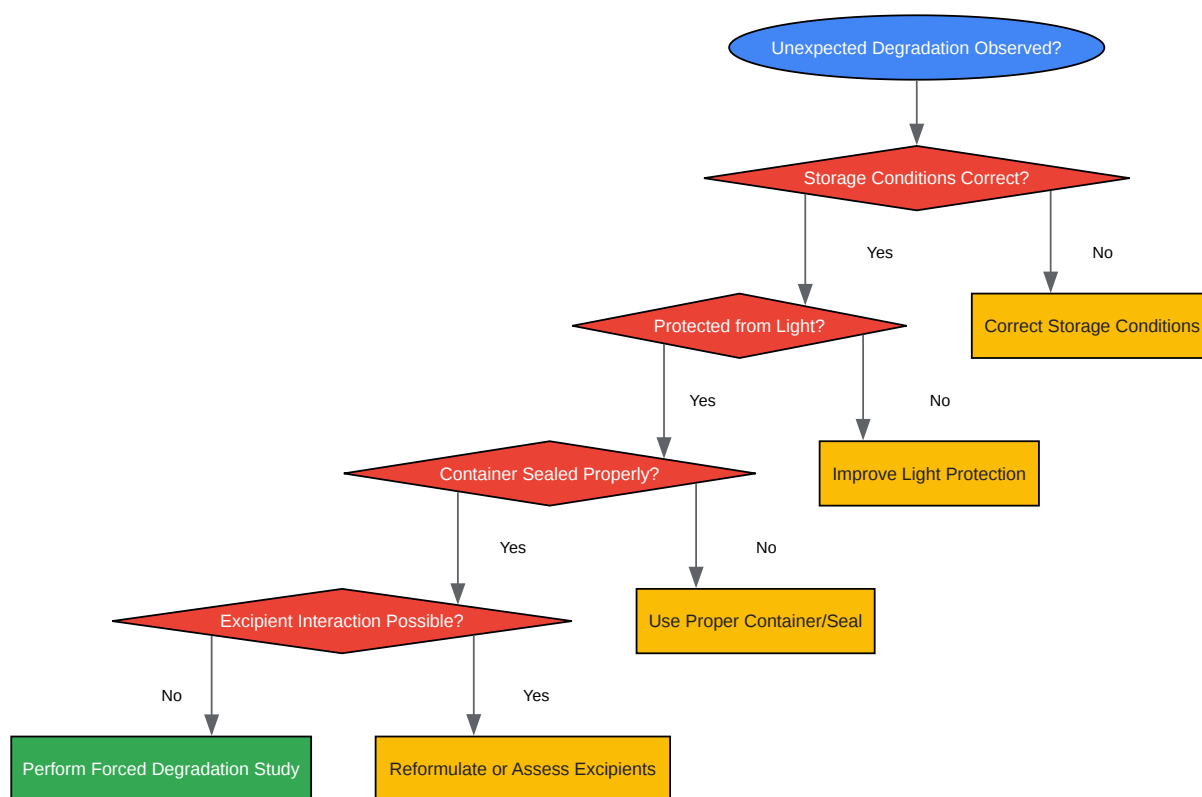 Unexpected Degradation Observed?
Storage Conditions Correct?
Yes
No
Protected from Light?
Correct Storage Conditions
Yes
No
Container Sealed Properly?
Improve Light Protection
Yes
No
Excipient Interaction Possible?
Use Proper Container/Seal
No
Yes
Perform Forced Degradation Study
Reformulate or Assess Excipients